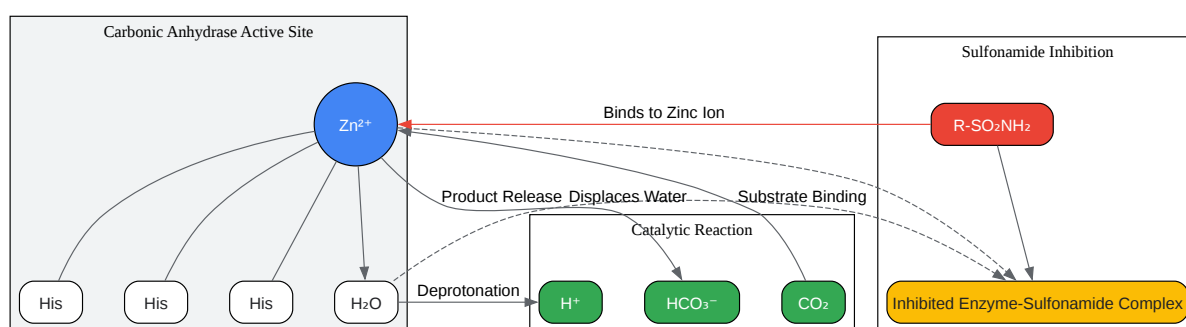 Carbonic Anhydrase Active Site
Sulfonamide Inhibition
Zn²⁺
Binds to Zinc Ion
R-SO₂NH₂
Product Release
Displaces Water
Substrate Binding
Catalytic Reaction
His
His
His
H₂O
Deprotonation
H⁺
HCO₃⁻
CO₂
Inhibited Enzyme-Sulfonamide Complex